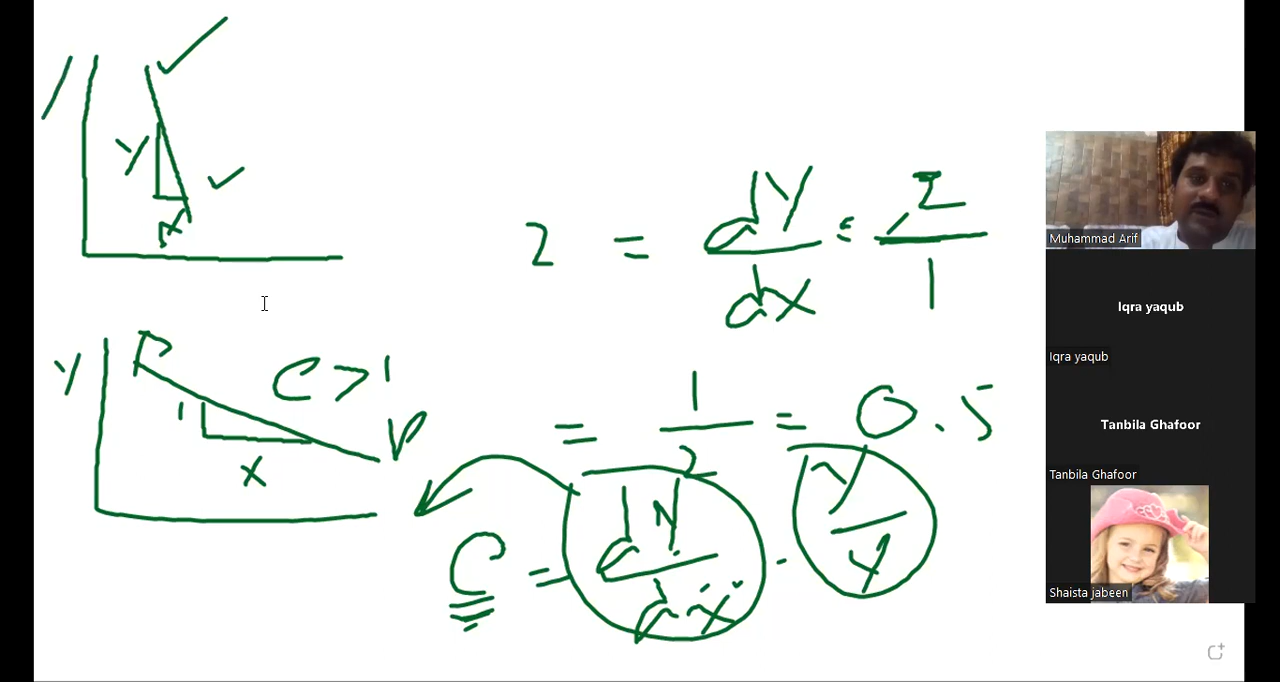 y
x
2 = dy/dx = 2/1
Muhammad Arif
Iqra yaqub
Iqra yaqub
y
e > 1
1
x
= 1/2 = 0.5
Tanbila Ghafoor
Tanbila Ghafoor
e = d/dx . /y
Shaista jabeen